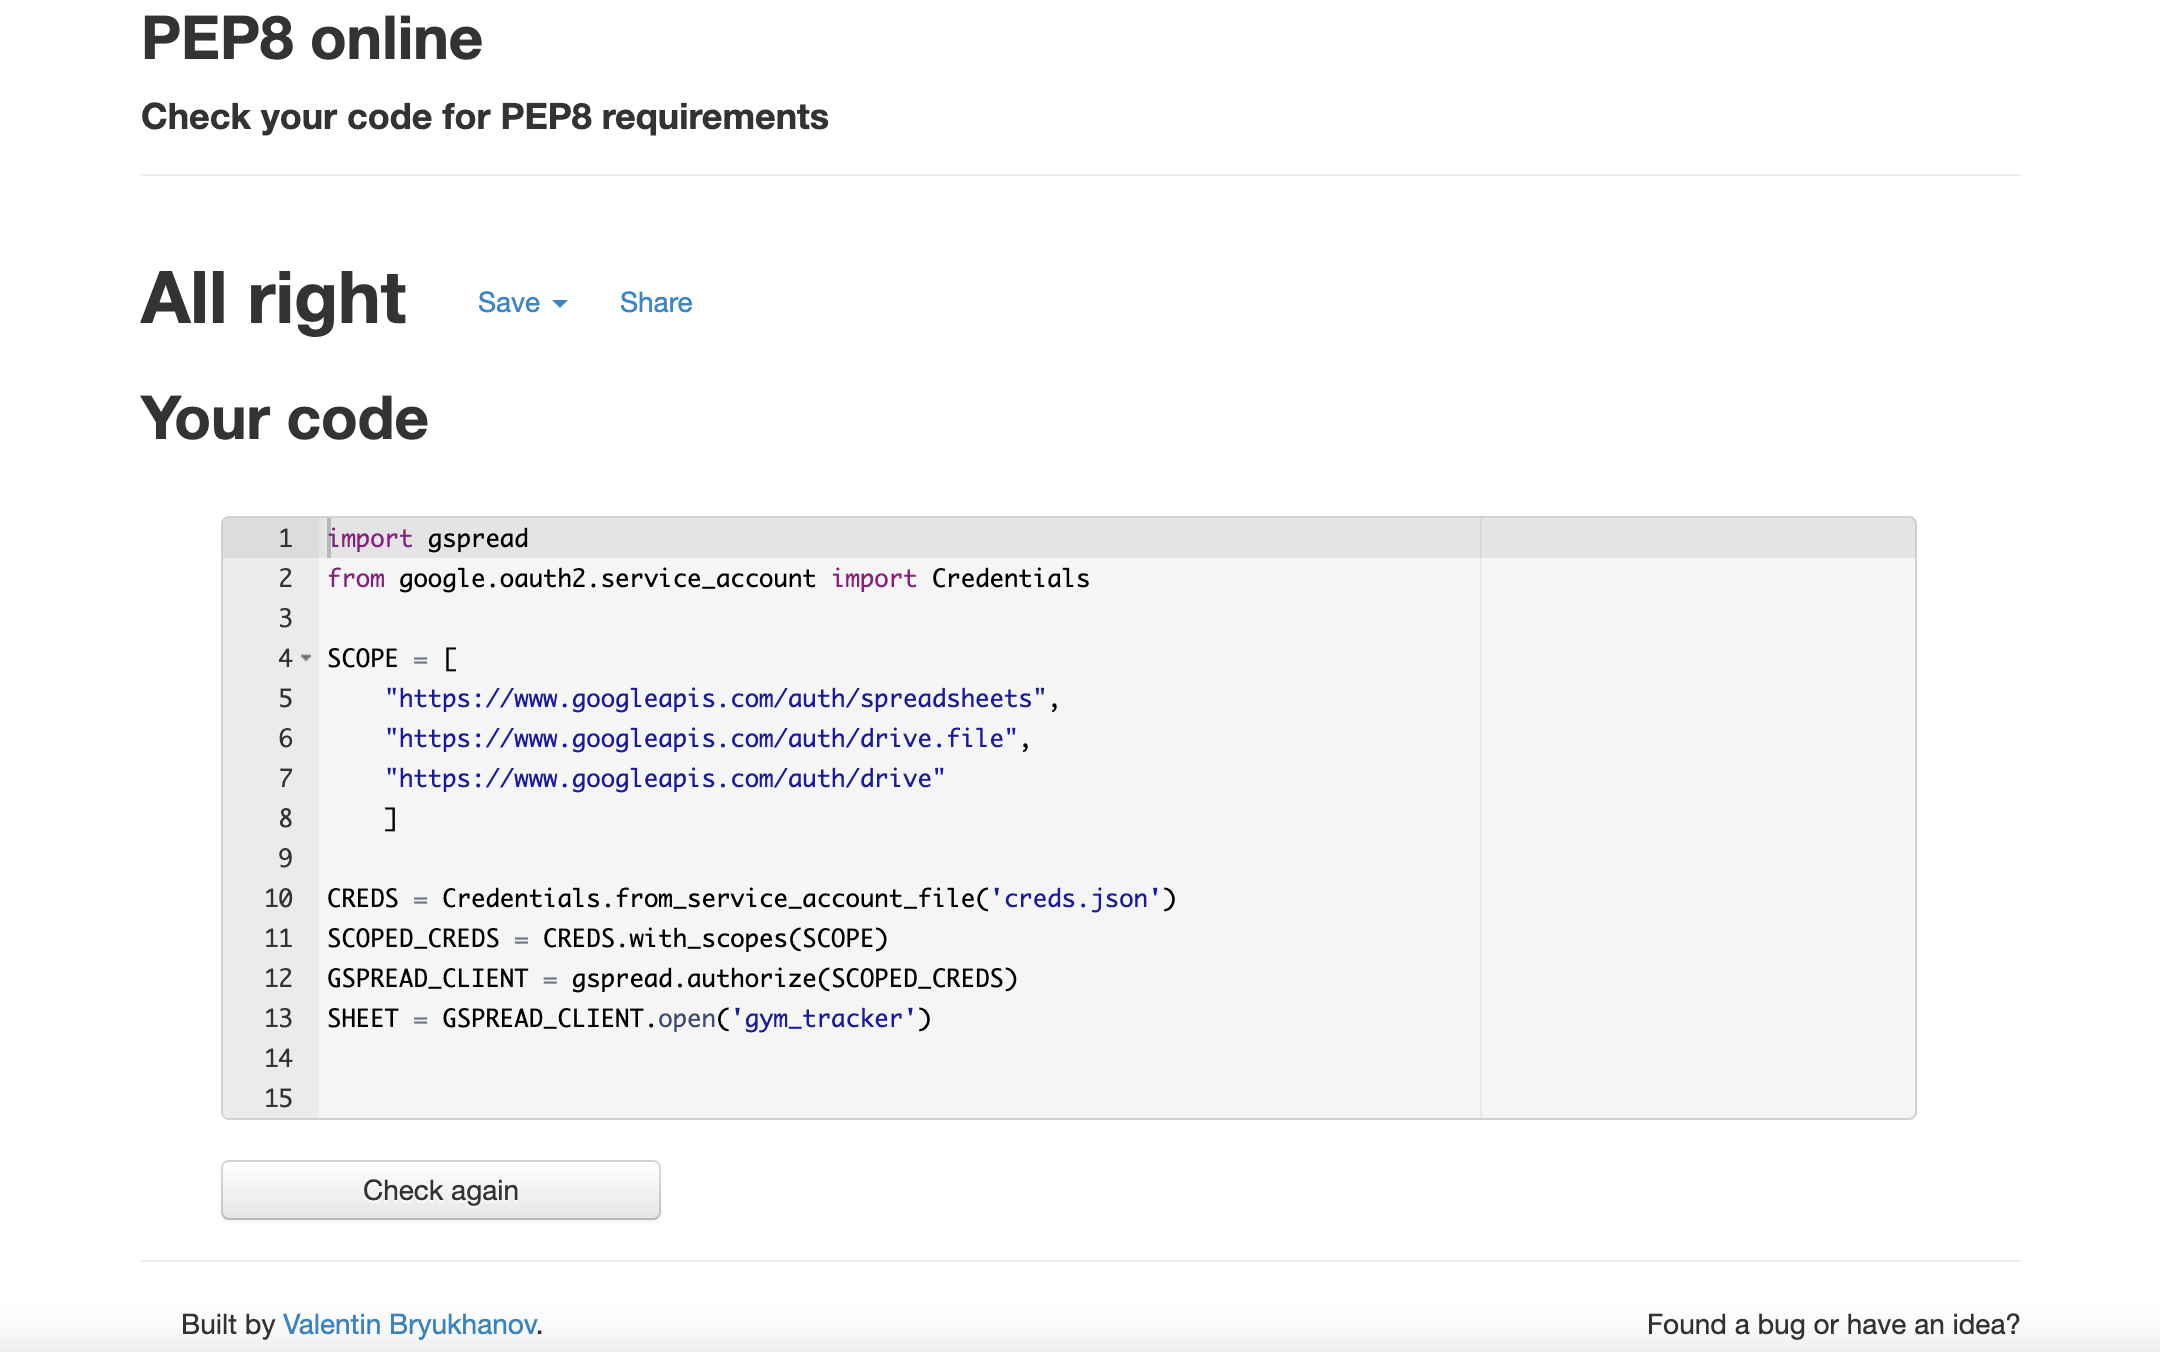 PEP8 online
Check your code for PEP8 requirements
All right Save Share
Your code
1 import gspread
2 from google.oauth2.service_account import Credentials
3
4 SCOPE = [
5     "https://www.googleapis.com/auth/spreadsheets",
6     "https://www.googleapis.com/auth/drive.file",
7     "https://www.googleapis.com/auth/drive"
8     ]
9
10 CREDS = Credentials.from_service_account_file('creds.json')
11 SCOPED_CREDS = CREDS.with_scopes(SCOPE)
12 GSPREAD_CLIENT = gspread.authorize(SCOPED_CREDS)
13 SHEET = GSPREAD_CLIENT.open('gym_tracker')
14
15
Check again
Built by Valentin Bryukhanov. Found a bug or have an idea?